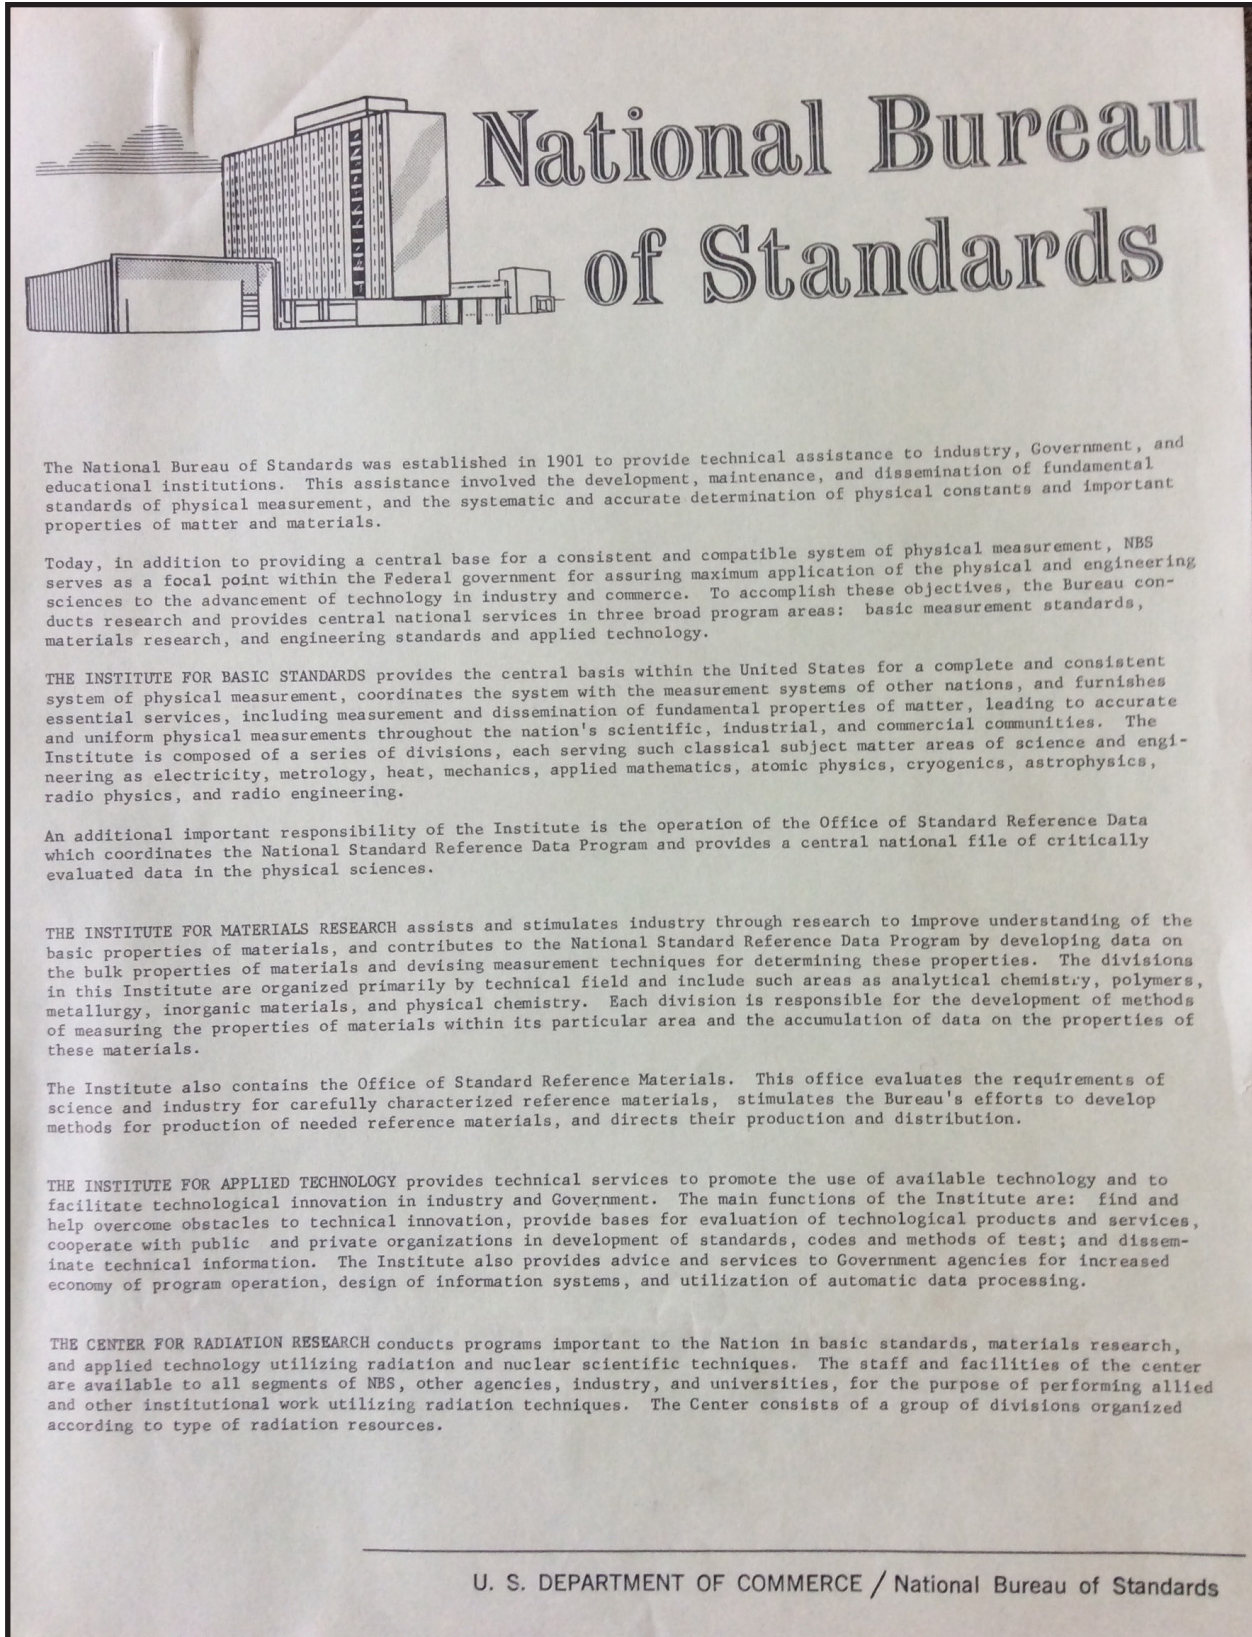 National Bureau
of Standards
The National Bureau of Standards was established in 1901 to provide technical assistance to industry, Government, and
educational institutions. This assistance involved the development, maintenance, and dissemination of fundamental
standards of physical measurement, and the systematic and accurate determination of physical constants and important
properties of matter and materials.
Today, in addition to providing a central base for a consistent and compatible system of physical measurement, NBS
serves as a focal point within the Federal government for assuring maximum application of the physical and engineering
sciences to the advancement of technology in industry and commerce. To accomplish these objectives, the Bureau con-
ducts research and provides central national services in three broad program areas: basic measurement standards,
materials research, and engineering standards and applied technology.
THE INSTITUTE FOR BASIC STANDARDS provides the central basis within the United States for a complete and consistent
system of physical measurement, coordinates the system with the measurement systems of other nations, and furnishes
essential services, including measurement and dissemination of fundamental properties of matter, leading to accurate
and uniform physical measurements throughout the nation's scientific, industrial, and commercial communities. The
Institute is composed of a series of divisions, each serving such classical subject matter areas of science and engi-
neering as electricity, metrology, heat, mechanics, applied mathematics, atomic physics, cryogenics, astrophysics,
radio physics, and radio engineering.
An additional important responsibility of the Institute is the operation of the Office of Standard Reference Data
which coordinates the National Standard Reference Data Program and provides a central national file of critically
evaluated data in the physical sciences.
THE INSTITUTE FOR MATERIALS RESEARCH assists and stimulates industry through research to improve understanding of the
basic properties of materials, and contributes to the National Standard Reference Data Program by developing data on
the bulk properties of materials and devising measurement techniques for determining these properties. The divisions
in this Institute are organized primarily by technical field and include such areas as analytical chemistry, polymers,
metallurgy, inorganic materials, and physical chemistry. Each division is responsible for the development of methods
of measuring the properties of materials within its particular area and the accumulation of data on the properties of
these materials.
The Institute also contains the Office of Standard Reference Materials. This office evaluates the requirements of
science and industry for carefully characterized reference materials, stimulates the Bureau's efforts to develop
methods for production of needed reference materials, and directs their production and distribution.
THE INSTITUTE FOR APPLIED TECHNOLOGY provides technical services to promote the use of available technology and to
facilitate technological innovation in industry and Government. The main functions of the Institute are: find and
help overcome obstacles to technical innovation, provide bases for evaluation of technological products and services,
cooperate with public and private organizations in development of standards, codes and methods of test; and dissem-
inate technical information. The Institute also provides advice and services to Government agencies for increased
economy of program operation, design of information systems, and utilization of automatic data processing.
THE CENTER FOR RADIATION RESEARCH conducts programs important to the Nation in basic standards, materials research,
and applied technology utilizing radiation and nuclear scientific techniques. The staff and facilities of the center
are available to all segments of NBS, other agencies, industry, and universities, for the purpose of performing allied
and other institutional work utilizing radiation techniques. The Center consists of a group of divisions organized
according to type of radiation resources.
U. S. DEPARTMENT OF COMMERCE / National Bureau of Standards